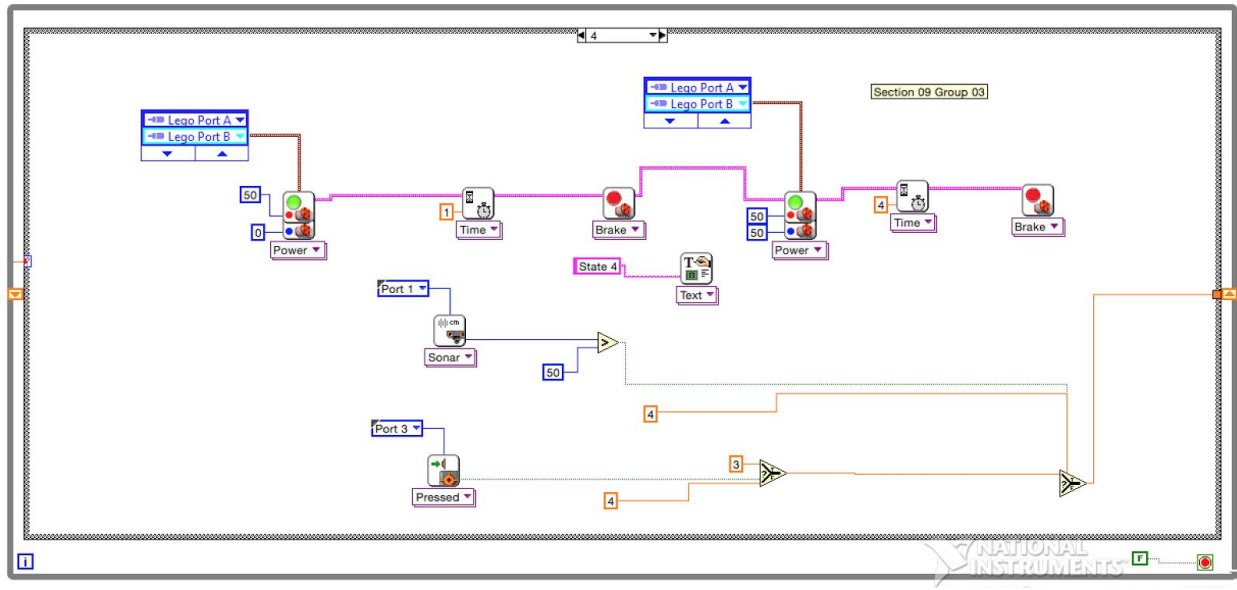 4
Section 09 Group 03
Lego Port A
Lego Port B
50
0
Power
1
Time
Brake
Lego Port A
Lego Port B
50
50
Power
4
Time
Brake
State 4
T
Text
Port 1
cm
Sonar
50
>
4
Port 3
Pressed
3
4
T
?
F
?
F
i
F
NATIONAL
INSTRUMENTS